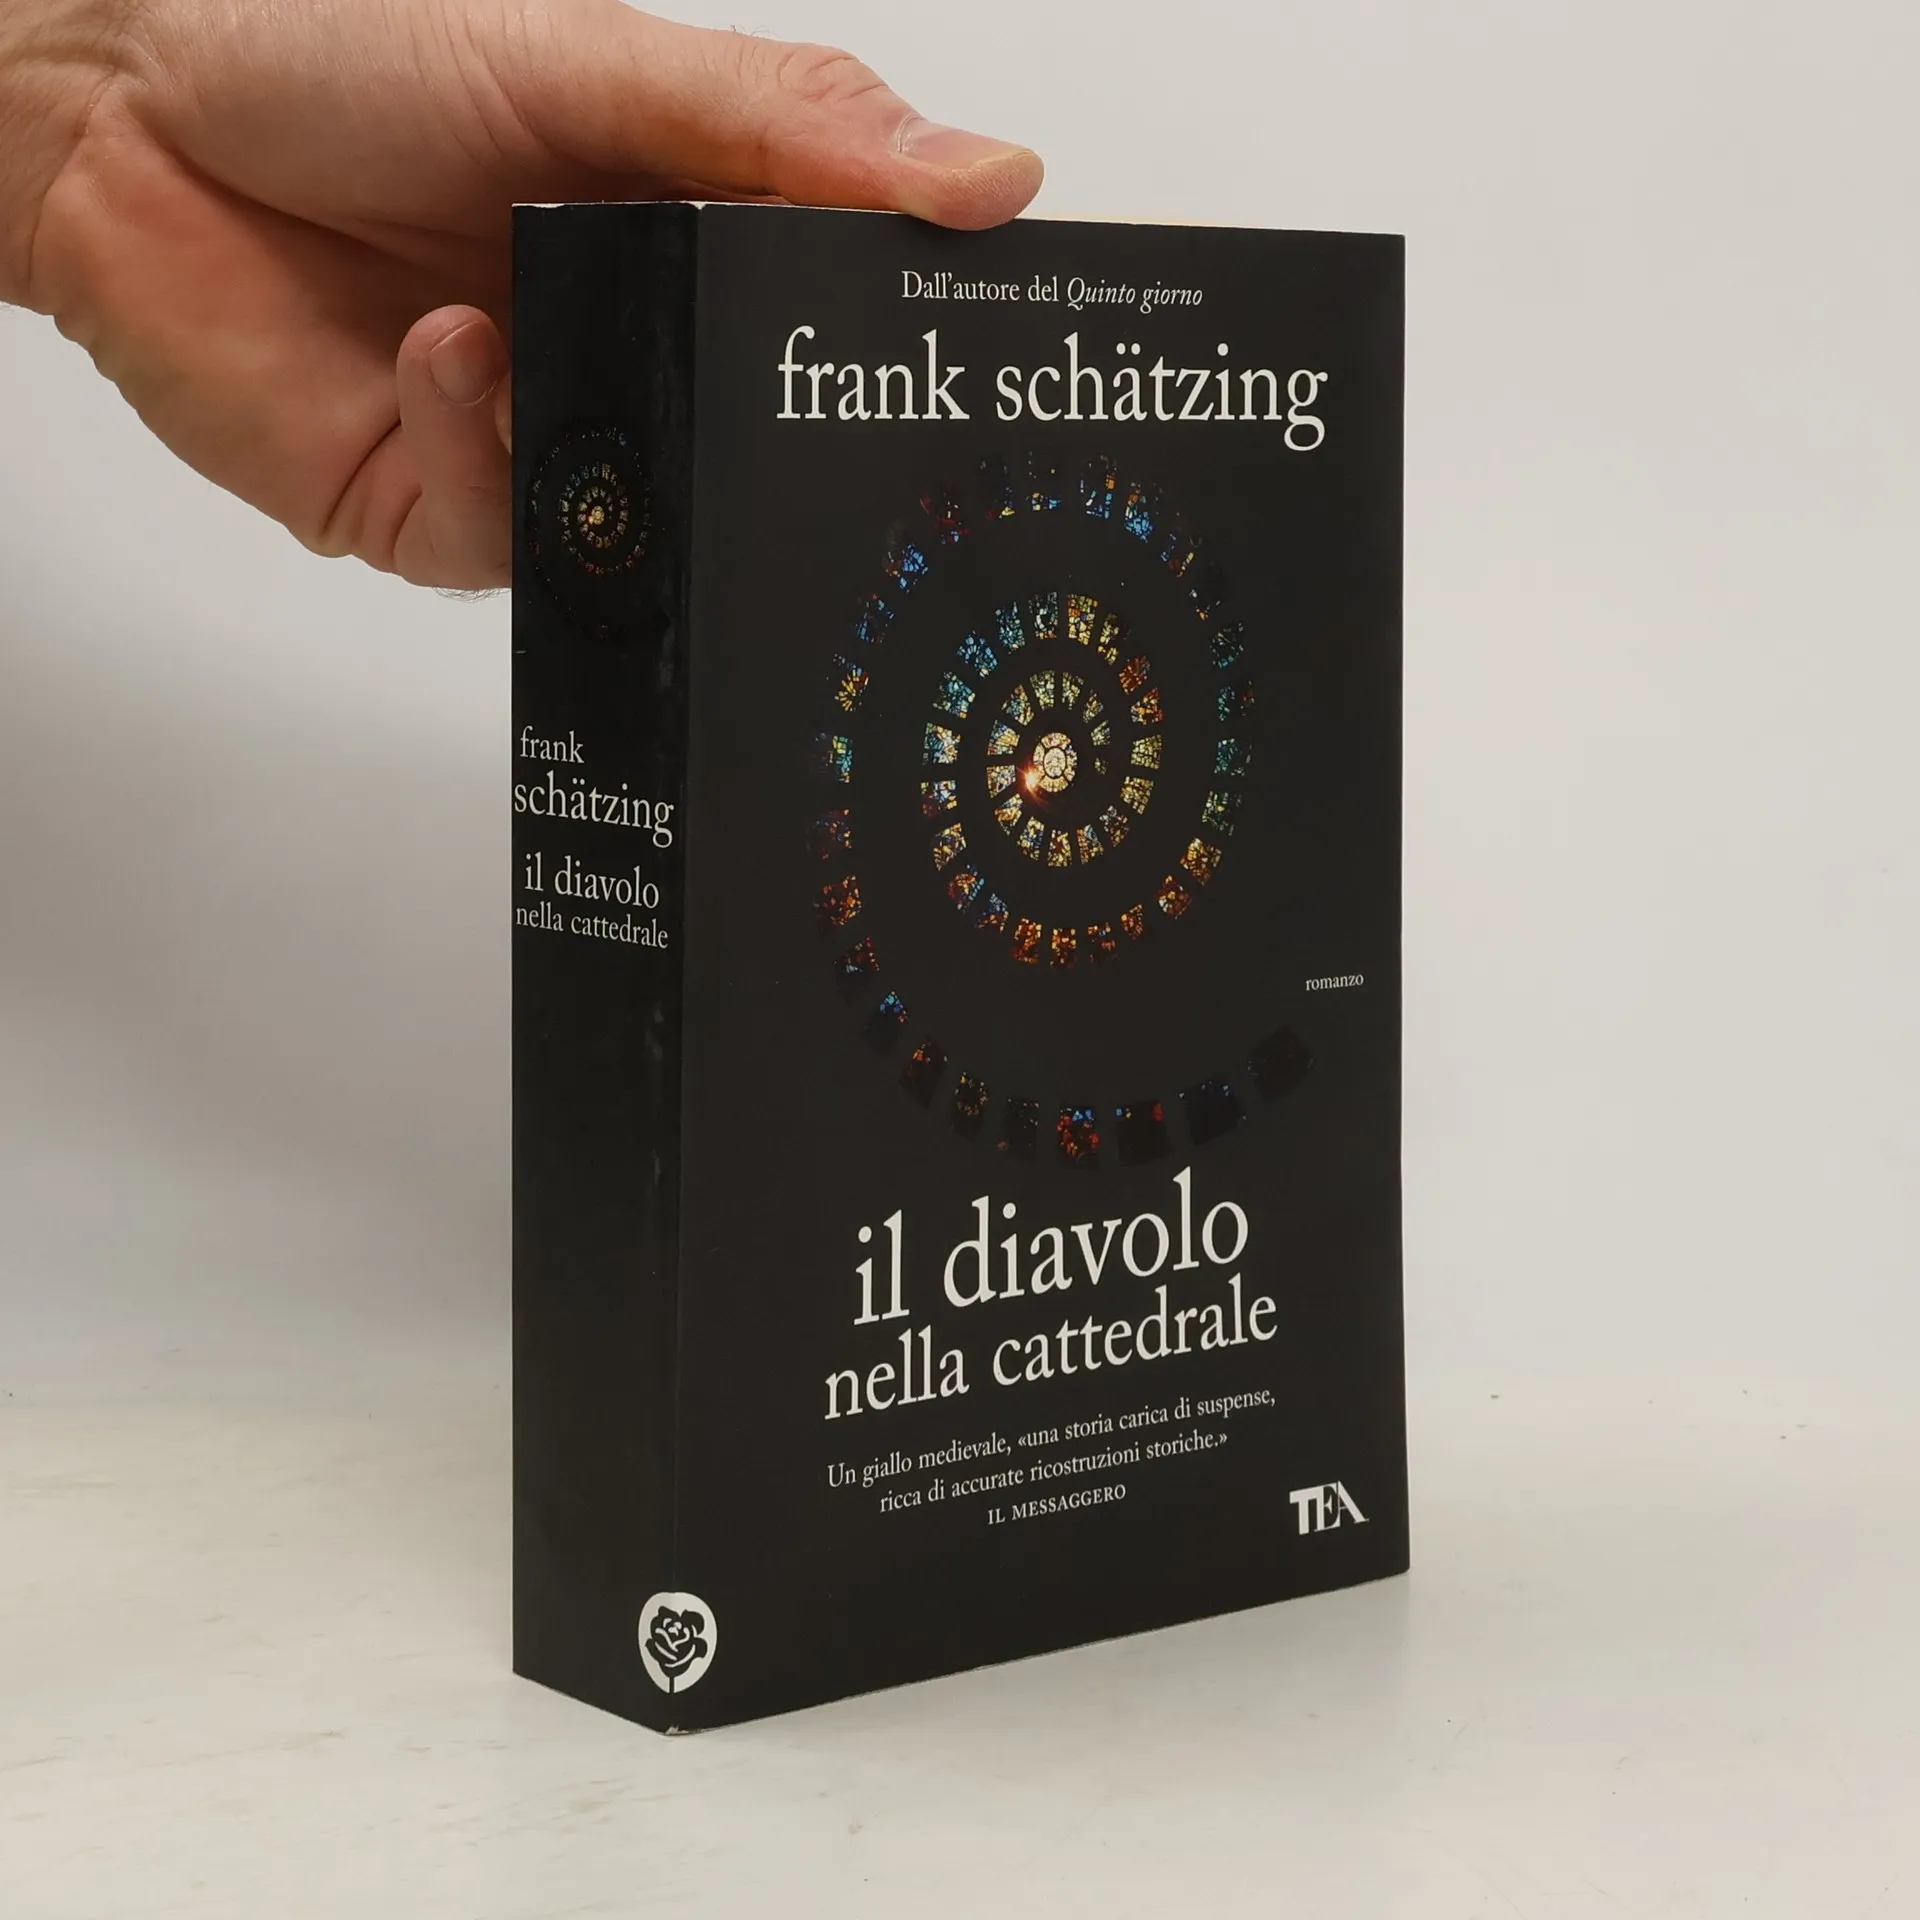 frank
schätzing
il diavolo
nella cattedrale
Dall'autore del Quinto giorno
frank schätzing
romanzo
il diavolo
nella cattedrale
Un giallo medievale, «una storia carica di suspense,
ricca di accurate ricostruzioni storiche.»
IL MESSAGGERO
TEA